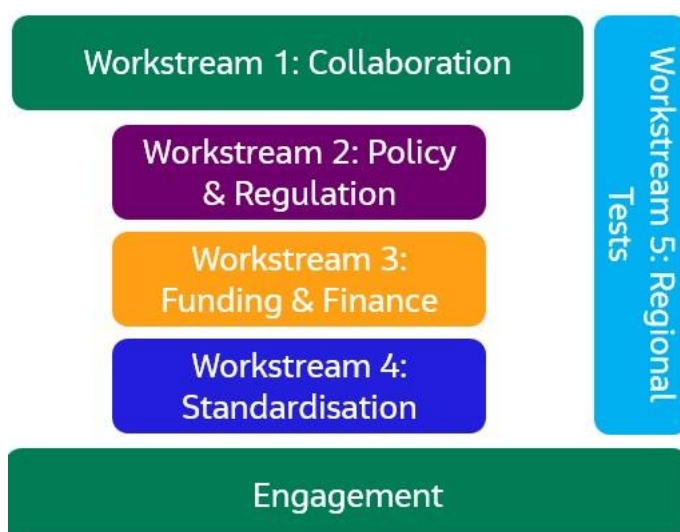 Workstream 1: Collaboration
Workstream 2: Policy
& Regulation
Workstream 3:
Funding & Finance
Workstream 4:
Standardisation
Workstream 5: Regional
Tests
Engagement